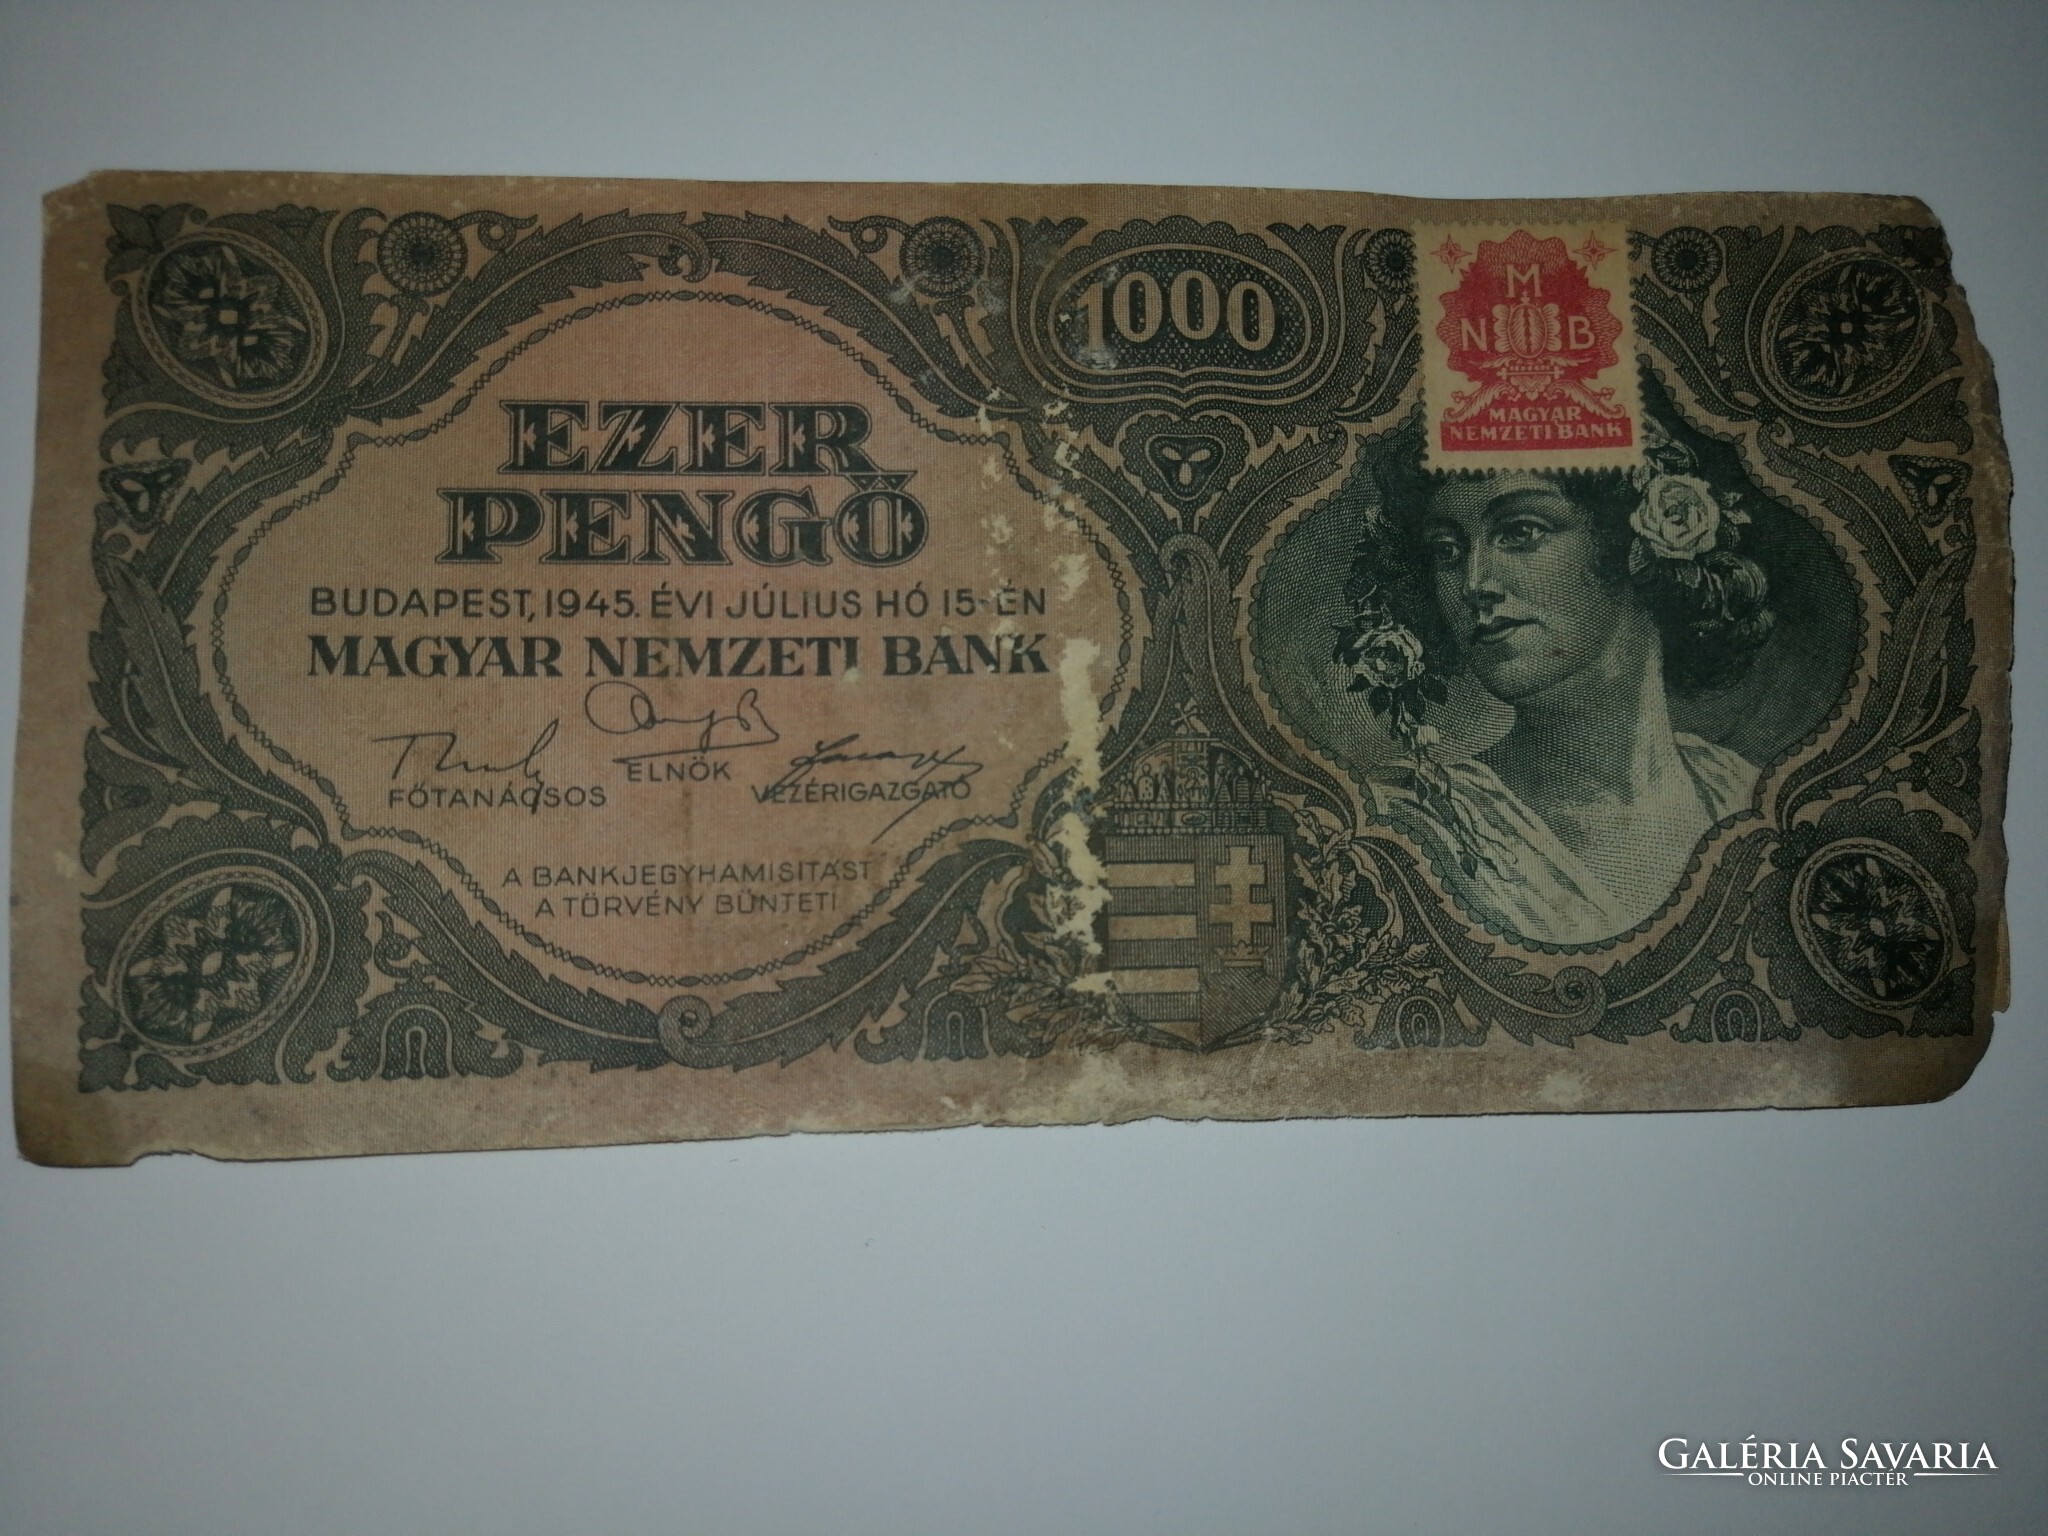 1000
M
N B
MAGYAR
NEMZETI BANK
EZER
PENGŐ
BUDAPEST, 1945. ÉVI JÚLIUS HÓ 15-ÉN
MAGYAR NEMZETI BANK
ELNÖK
FŐTANÁCSOS
VEZÉRIGAZGATÓ
A BANKJEGYHAMISITÁST
A TÖRVÉNY BÜNTETI
GALÉRIA SAVARIA
ONLINE PIACTÉR